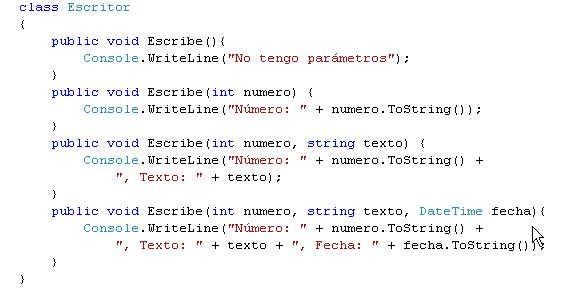 class Escritor
{
    public void Escribe(){
        Console.WriteLine("No tengo parámetros");
    }
    public void Escribe(int numero) {
        Console.WriteLine("Número: " + numero.ToString());
    }
    public void Escribe(int numero, string texto) {
        Console.WriteLine("Número: " + numero.ToString() +
            ", Texto: " + texto);
    }
    public void Escribe(int numero, string texto, DateTime fecha){
        Console.WriteLine("Número: " + numero.ToString() +
            ", Texto: " + texto + ", Fecha: " + fecha.ToString());
    }
}